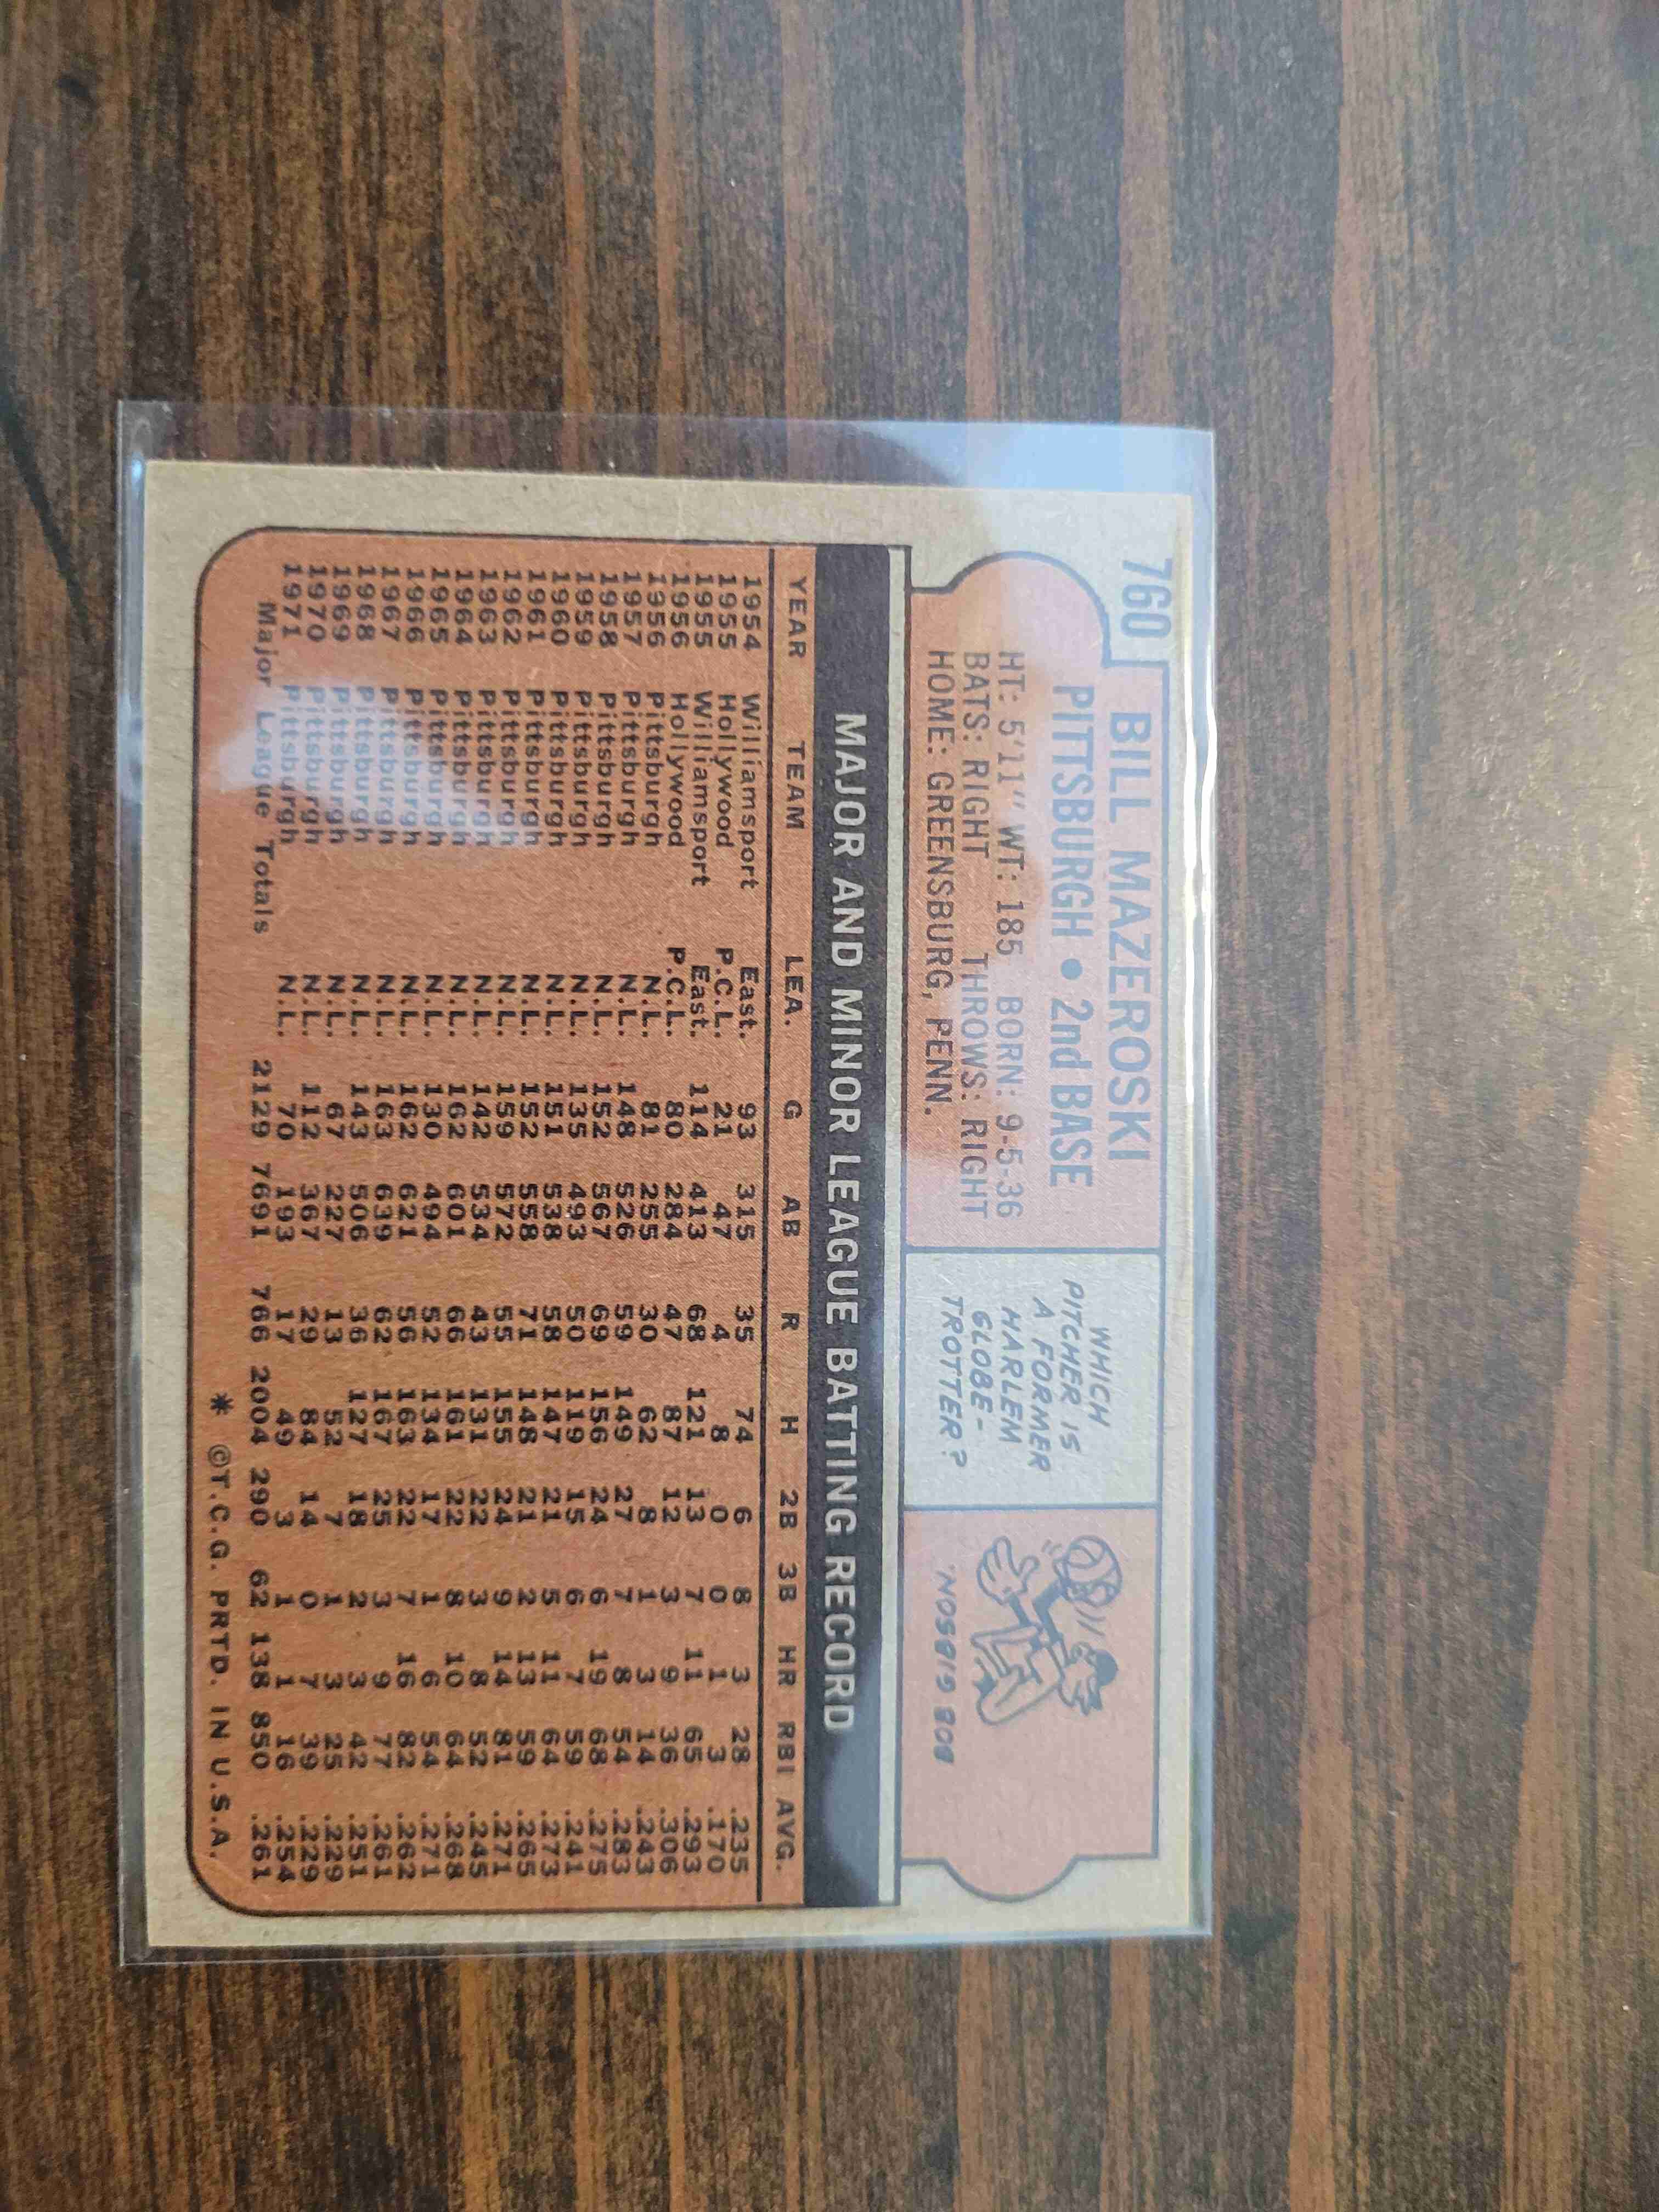 760
BILL MAZEROSKI
PITTSBURGH • 2nd BASE
HT: 5'11" WT: 185 BORN: 9-5-36
BATS: RIGHT THROWS: RIGHT
HOME: GREENSBURG, PENN.
WHICH
PITCHER IS
A FORMER
HARLEM
GLOBE-
TROTTER?
BOB GIBSON.
MAJOR AND MINOR LEAGUE BATTING RECORD
YEAR TEAM LEA. G AB R H 2B 3B HR RBI AVG.
1954 Williamsport East. 93 315 35 74 6 8 3 28 .235
1955 Hollywood P.C.L. 21 47 4 8 0 0 1 3 .170
1955 Williamsport East. 114 413 68 121 13 7 11 65 .293
1956 Hollywood P.C.L. 80 284 47 87 12 3 9 36 .306
1956 Pittsburgh N.L. 81 255 30 62 8 1 3 14 .243
1957 Pittsburgh N.L. 148 526 59 149 27 7 8 54 .283
1958 Pittsburgh N.L. 152 567 69 156 24 6 19 68 .275
1959 Pittsburgh N.L. 135 493 50 119 15 6 7 59 .241
1960 Pittsburgh N.L. 151 538 58 147 21 5 11 64 .273
1961 Pittsburgh N.L. 152 558 71 148 21 2 13 59 .265
1962 Pittsburgh N.L. 159 572 55 155 24 9 14 81 .271
1963 Pittsburgh N.L. 142 534 43 131 22 3 8 52 .245
1964 Pittsburgh N.L. 162 601 66 161 22 8 10 64 .268
1965 Pittsburgh N.L. 130 494 52 134 17 1 6 54 .271
1966 Pittsburgh N.L. 162 621 56 163 22 7 16 82 .262
1967 Pittsburgh N.L. 163 639 62 167 25 3 9 77 .261
1968 Pittsburgh N.L. 143 506 36 127 18 2 3 42 .251
1969 Pittsburgh N.L. 67 227 13 52 7 1 3 25 .229
1970 Pittsburgh N.L. 112 367 29 84 14 0 7 39 .229
1971 Pittsburgh N.L. 70 193 17 49 3 1 1 16 .254
Major League Totals 2129 7691 766 2004 290 62 138 850 .261
* ©T.C.G. PRTD. IN U.S.A.